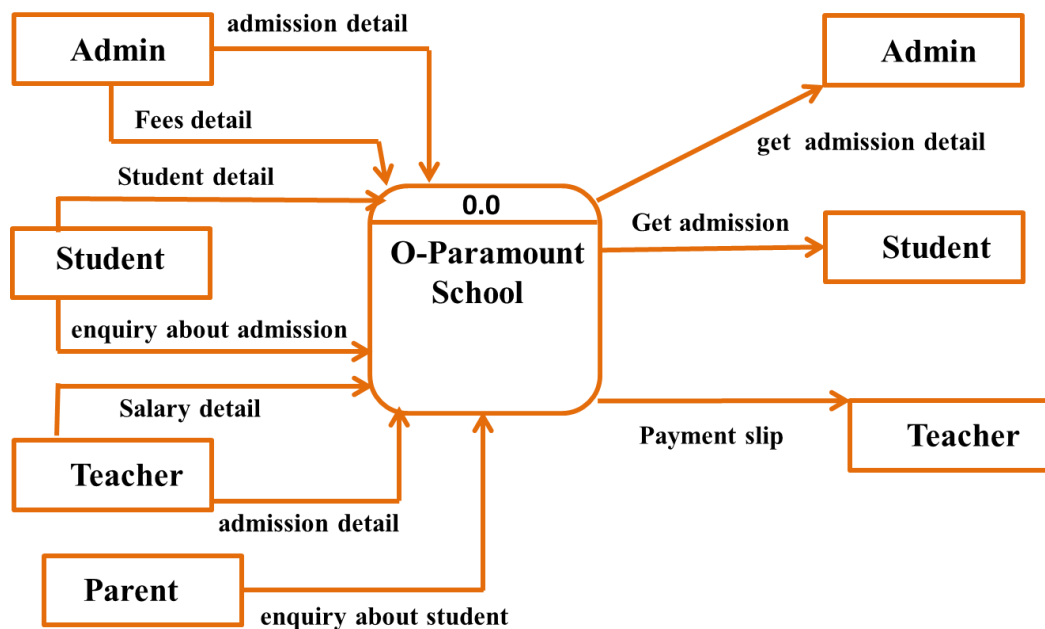 admission detail
Admin
Admin
Fees detail
get admission detail
Student detail
0.0
Get admission
Student
O-Paramount
School
Student
enquiry about admission
Salary detail
Payment slip
Teacher
Teacher
admission detail
Parent
enquiry about student